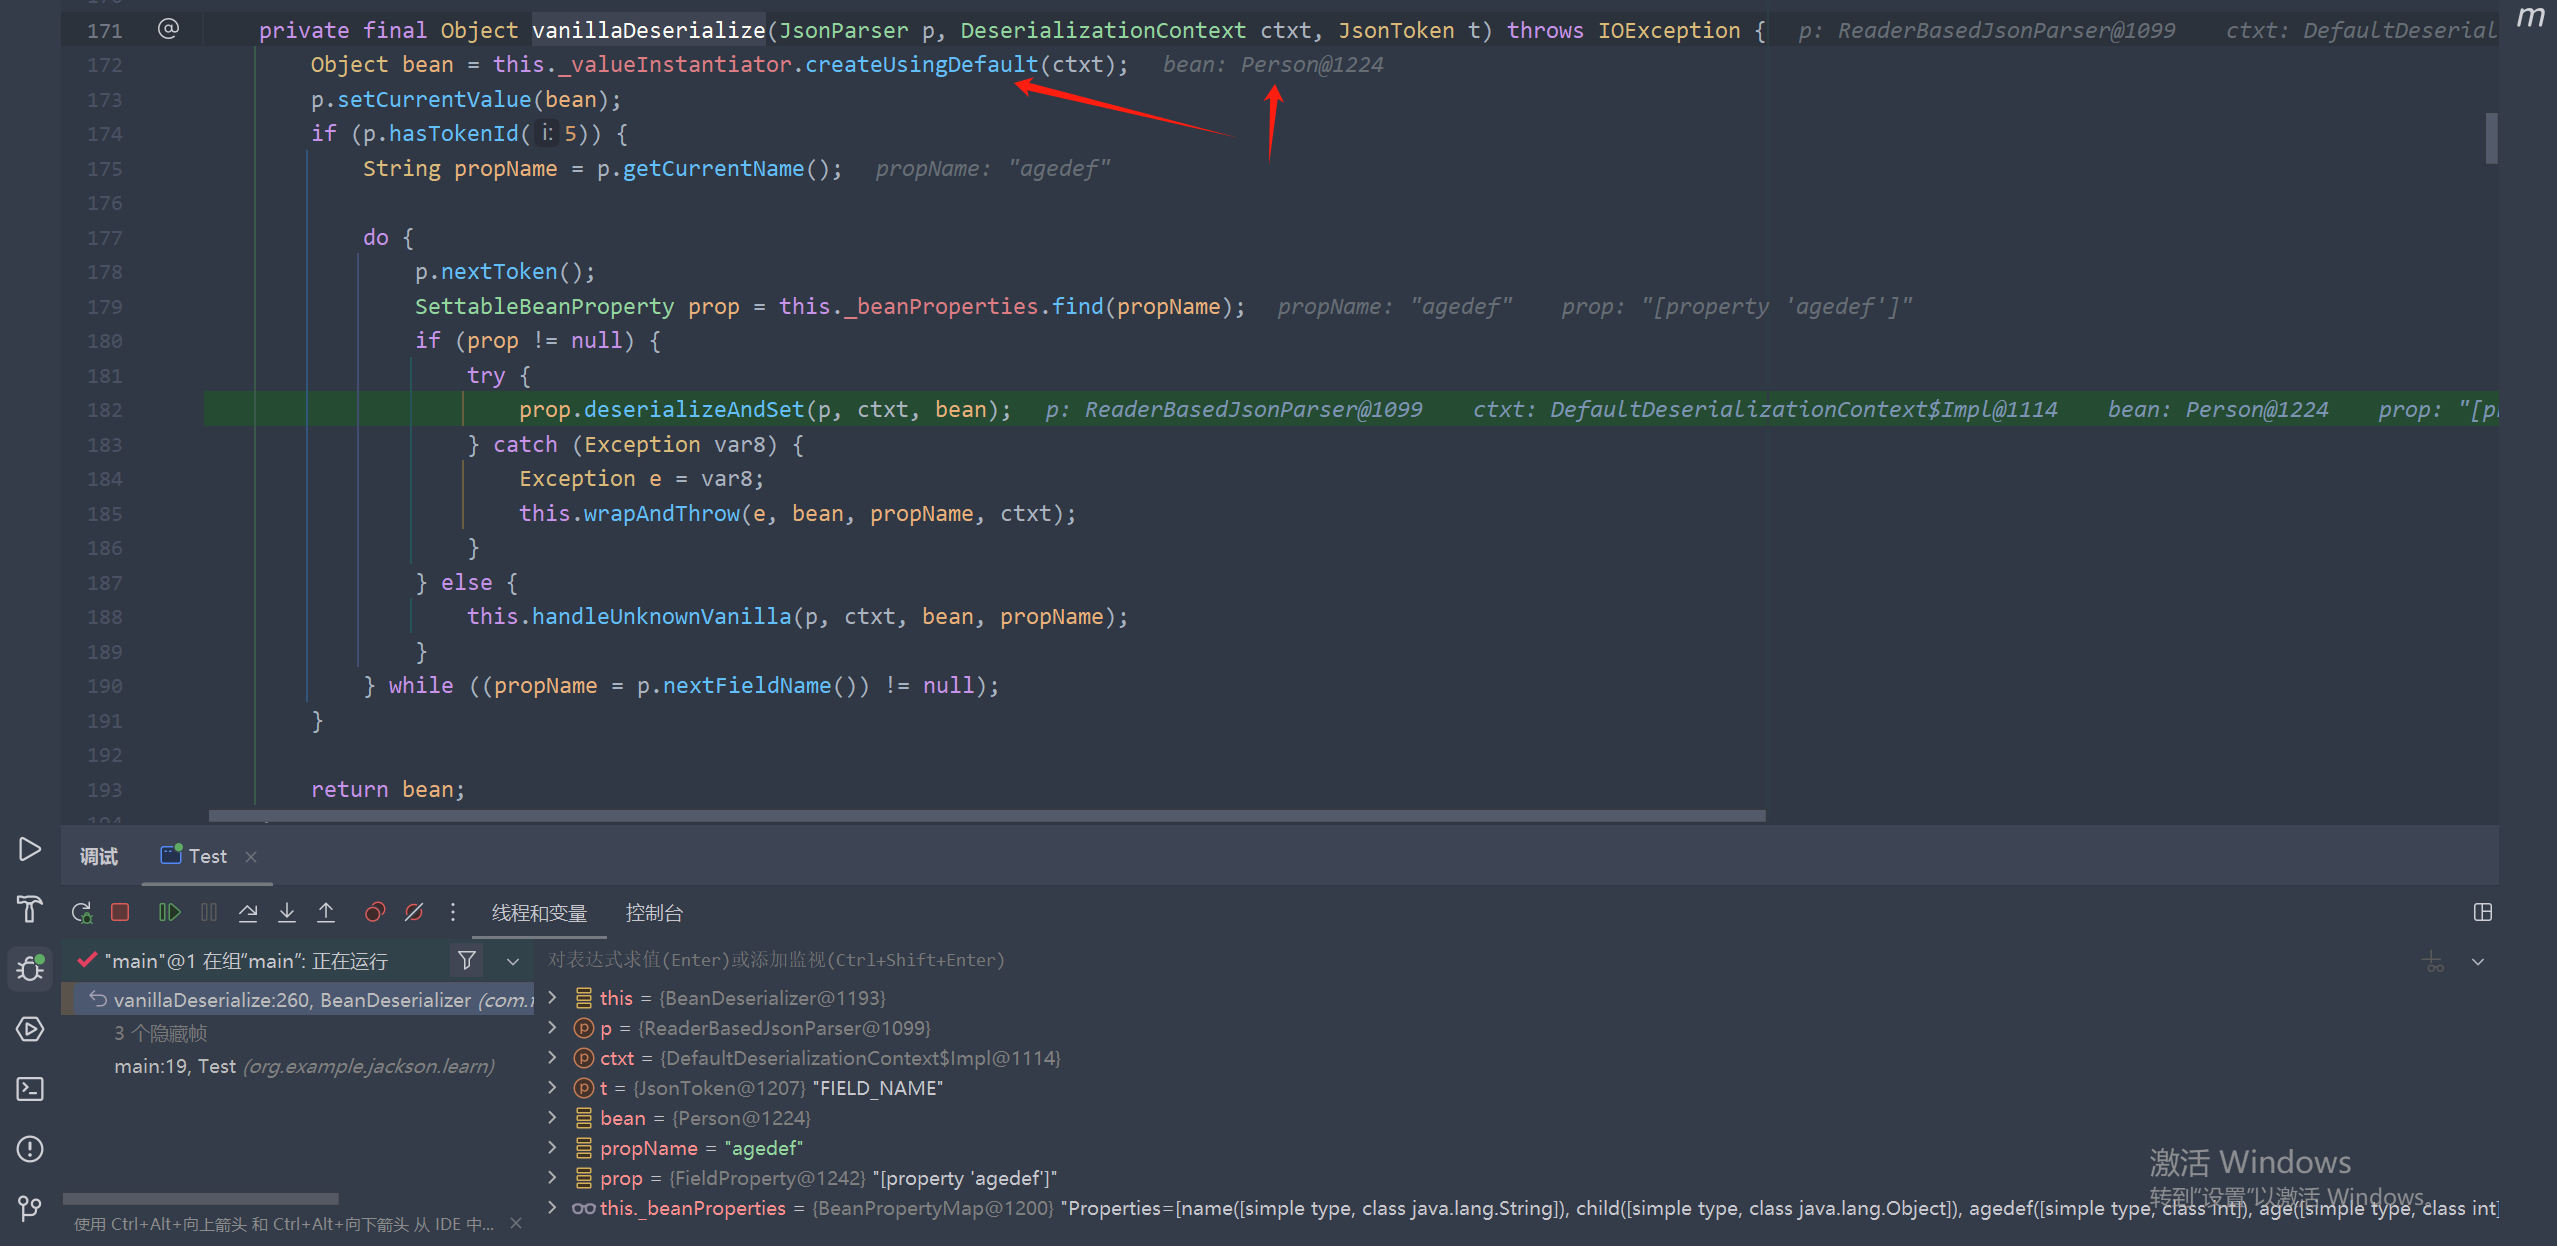 171 @ private final Object vanillaDeserialize(JsonParser p, DeserializationContext ctxt, JsonToken t) throws IOException { p: ReaderBasedJsonParser@1099 ctxt: DefaultDeserial
172 Object bean = this._valueInstantiator.createUsingDefault(ctxt); bean: Person@1224
173 p.setCurrentValue(bean);
174 if (p.hasTokenId( i: 5)) {
175 String propName = p.getCurrentName(); propName: "agedef"
176
177 do {
178 p.nextToken();
179 SettableBeanProperty prop = this._beanProperties.find(propName); propName: "agedef" prop: "[property 'agedef']"
180 if (prop != null) {
181 try {
182 prop.deserializeAndSet(p, ctxt, bean); p: ReaderBasedJsonParser@1099 ctxt: DefaultDeserializationContext$Impl@1114 bean: Person@1224 prop: "[p
183 } catch (Exception var8) {
184 Exception e = var8;
185 this.wrapAndThrow(e, bean, propName, ctxt);
186 }
187 } else {
188 this.handleUnknownVanilla(p, ctxt, bean, propName);
189 }
190 } while ((propName = p.nextFieldName()) != null);
191 }
192
193 return bean;
m
调试 Test
线程和变量 控制台
"main"@1 在组“main”: 正在运行
对表达式求值(Enter)或添加监视(Ctrl+Shift+Enter)
vanillaDeserialize:260, BeanDeserializer (com.f
3 个隐藏帧
main:19, Test (org.example.jackson.learn)
this = {BeanDeserializer@1193}
p = {ReaderBasedJsonParser@1099}
ctxt = {DefaultDeserializationContext$Impl@1114}
t = {JsonToken@1207} "FIELD_NAME"
bean = {Person@1224}
propName = "agedef"
prop = {FieldProperty@1242} "[property 'agedef']"
this._beanProperties = {BeanPropertyMap@1200} "Properties=[name([simple type, class java.lang.String]), child([simple type, class java.lang.Object]), agedef([simple type, class int]), age([simple type, class int]
使用 Ctrl+Alt+向上箭头 和 Ctrl+Alt+向下箭头 从 IDE 中...
激活 Windows
转到“设置”以激活 Windows。